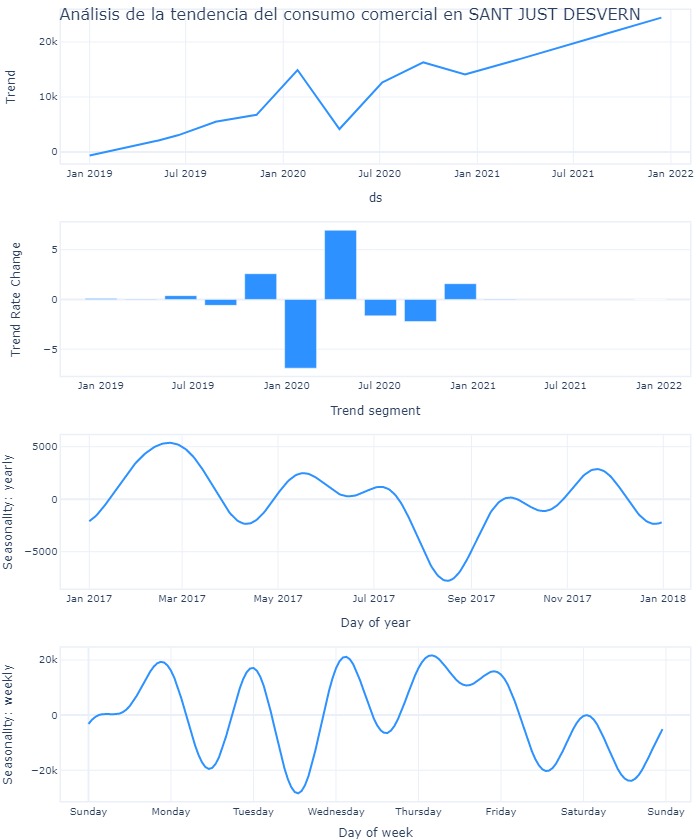 Análisis de la tendencia del consumo comercial en SANT JUST DESVERN
20k
10k
0
Trend
Jan 2019 Jul 2019 Jan 2020 Jul 2020 Jan 2021 Jul 2021 Jan 2022
ds
5
0
−5
Trend Rate Change
Jan 2019 Jul 2019 Jan 2020 Jul 2020 Jan 2021 Jul 2021 Jan 2022
Trend segment
5000
0
−5000
Seasonality: yearly
Jan 2017 Mar 2017 May 2017 Jul 2017 Sep 2017 Nov 2017 Jan 2018
Day of year
20k
0
−20k
Seasonality: weekly
Sunday Monday Tuesday Wednesday Thursday Friday Saturday Sunday
Day of week